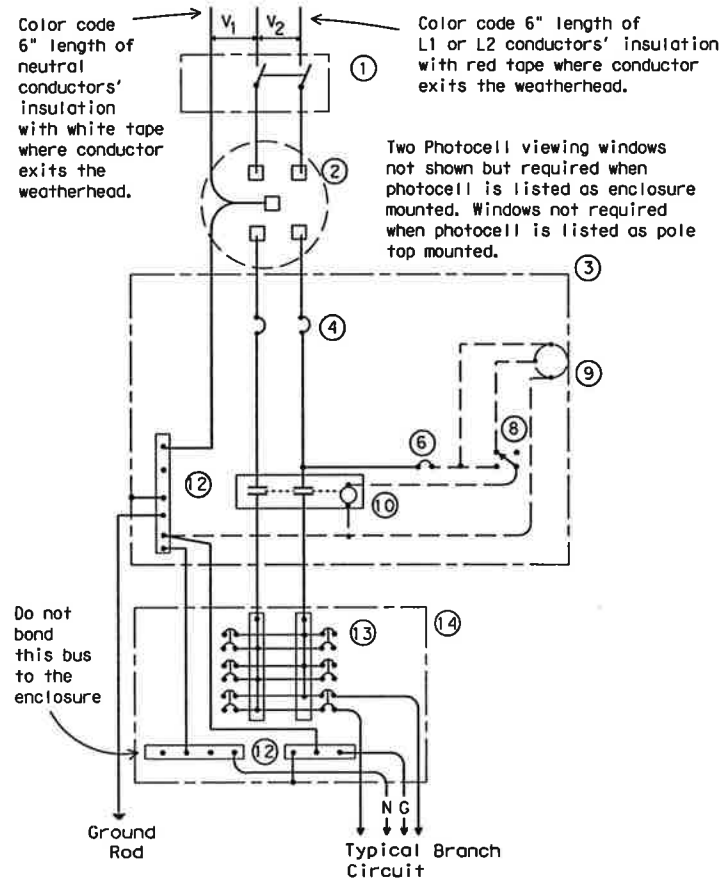 Color code
6" length of
neutral
conductors'
insulation
with white tape
where conductor
exits the
weatherhead.
V1
V2
Color code 6" length of
L1 or L2 conductors' insulation
with red tape where conductor
exits the weatherhead.
1
2
Two Photocell viewing windows
not shown but required when
photocell is listed as enclosure
mounted. Windows not required
when photocell is listed as pole
top mounted.
3
4
9
6
8
12
10
Do not
bond
this bus
to the
enclosure
13
14
12
N G
Ground
Rod
Typical Branch
Circuit